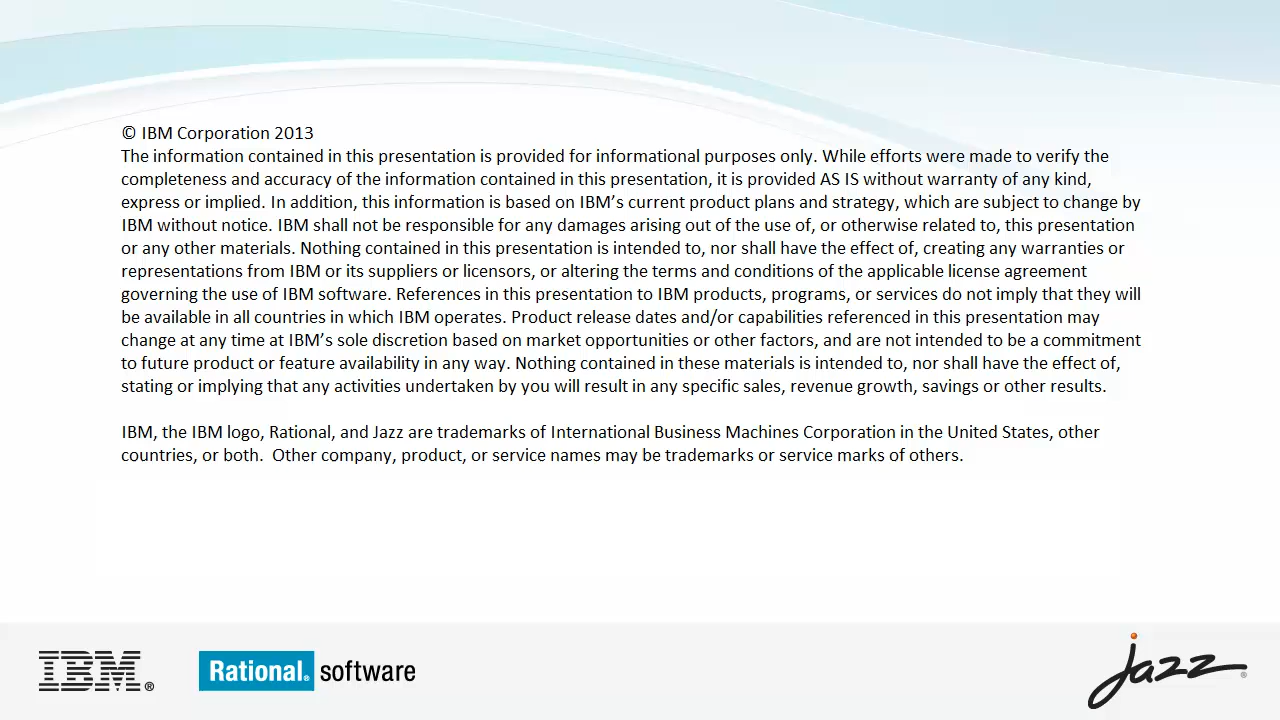 © IBM Corporation 2013
The information contained in this presentation is provided for informational purposes only. While efforts were made to verify the
completeness and accuracy of the information contained in this presentation, it is provided AS IS without warranty of any kind,
express or implied. In addition, this information is based on IBM’s current product plans and strategy, which are subject to change by
IBM without notice. IBM shall not be responsible for any damages arising out of the use of, or otherwise related to, this presentation
or any other materials. Nothing contained in this presentation is intended to, nor shall have the effect of, creating any warranties or
representations from IBM or its suppliers or licensors, or altering the terms and conditions of the applicable license agreement
governing the use of IBM software. References in this presentation to IBM products, programs, or services do not imply that they will
be available in all countries in which IBM operates. Product release dates and/or capabilities referenced in this presentation may
change at any time at IBM’s sole discretion based on market opportunities or other factors, and are not intended to be a commitment
to future product or feature availability in any way. Nothing contained in these materials is intended to, nor shall have the effect of,
stating or implying that any activities undertaken by you will result in any specific sales, revenue growth, savings or other results.
IBM, the IBM logo, Rational, and Jazz are trademarks of International Business Machines Corporation in the United States, other
countries, or both.  Other company, product, or service names may be trademarks or service marks of others.
IBM® Rational® software jazz®